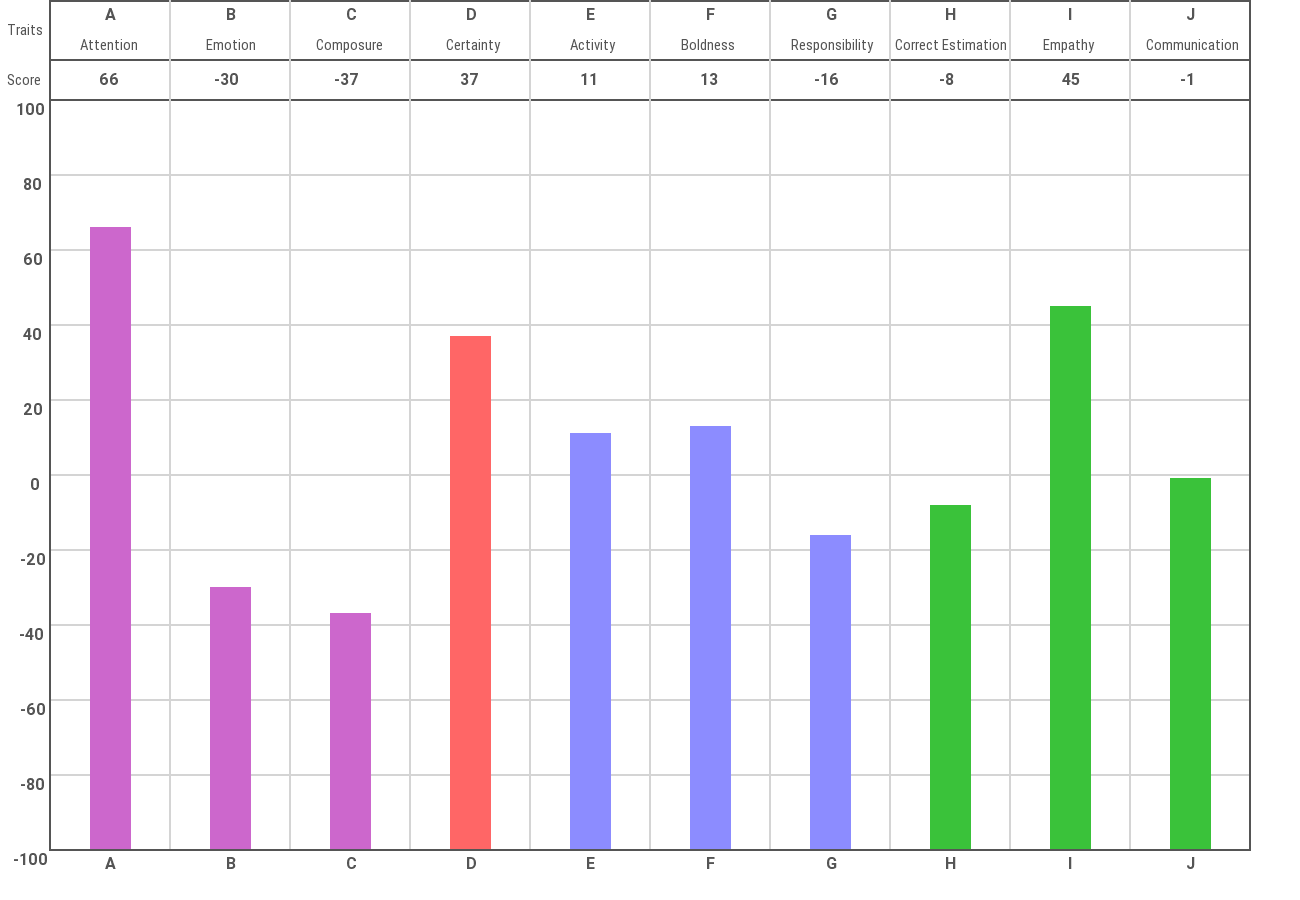 A B C D E F G H I J
Traits
Attention Emotion Composure Certainty Activity Boldness Responsibility Correct Estimation Empathy Communication
Score 66 -30 -37 37 11 13 -16 -8 45 -1
100
80
60
40
20
0
-20
-40
-60
-80
-100
A B C D E F G H I J